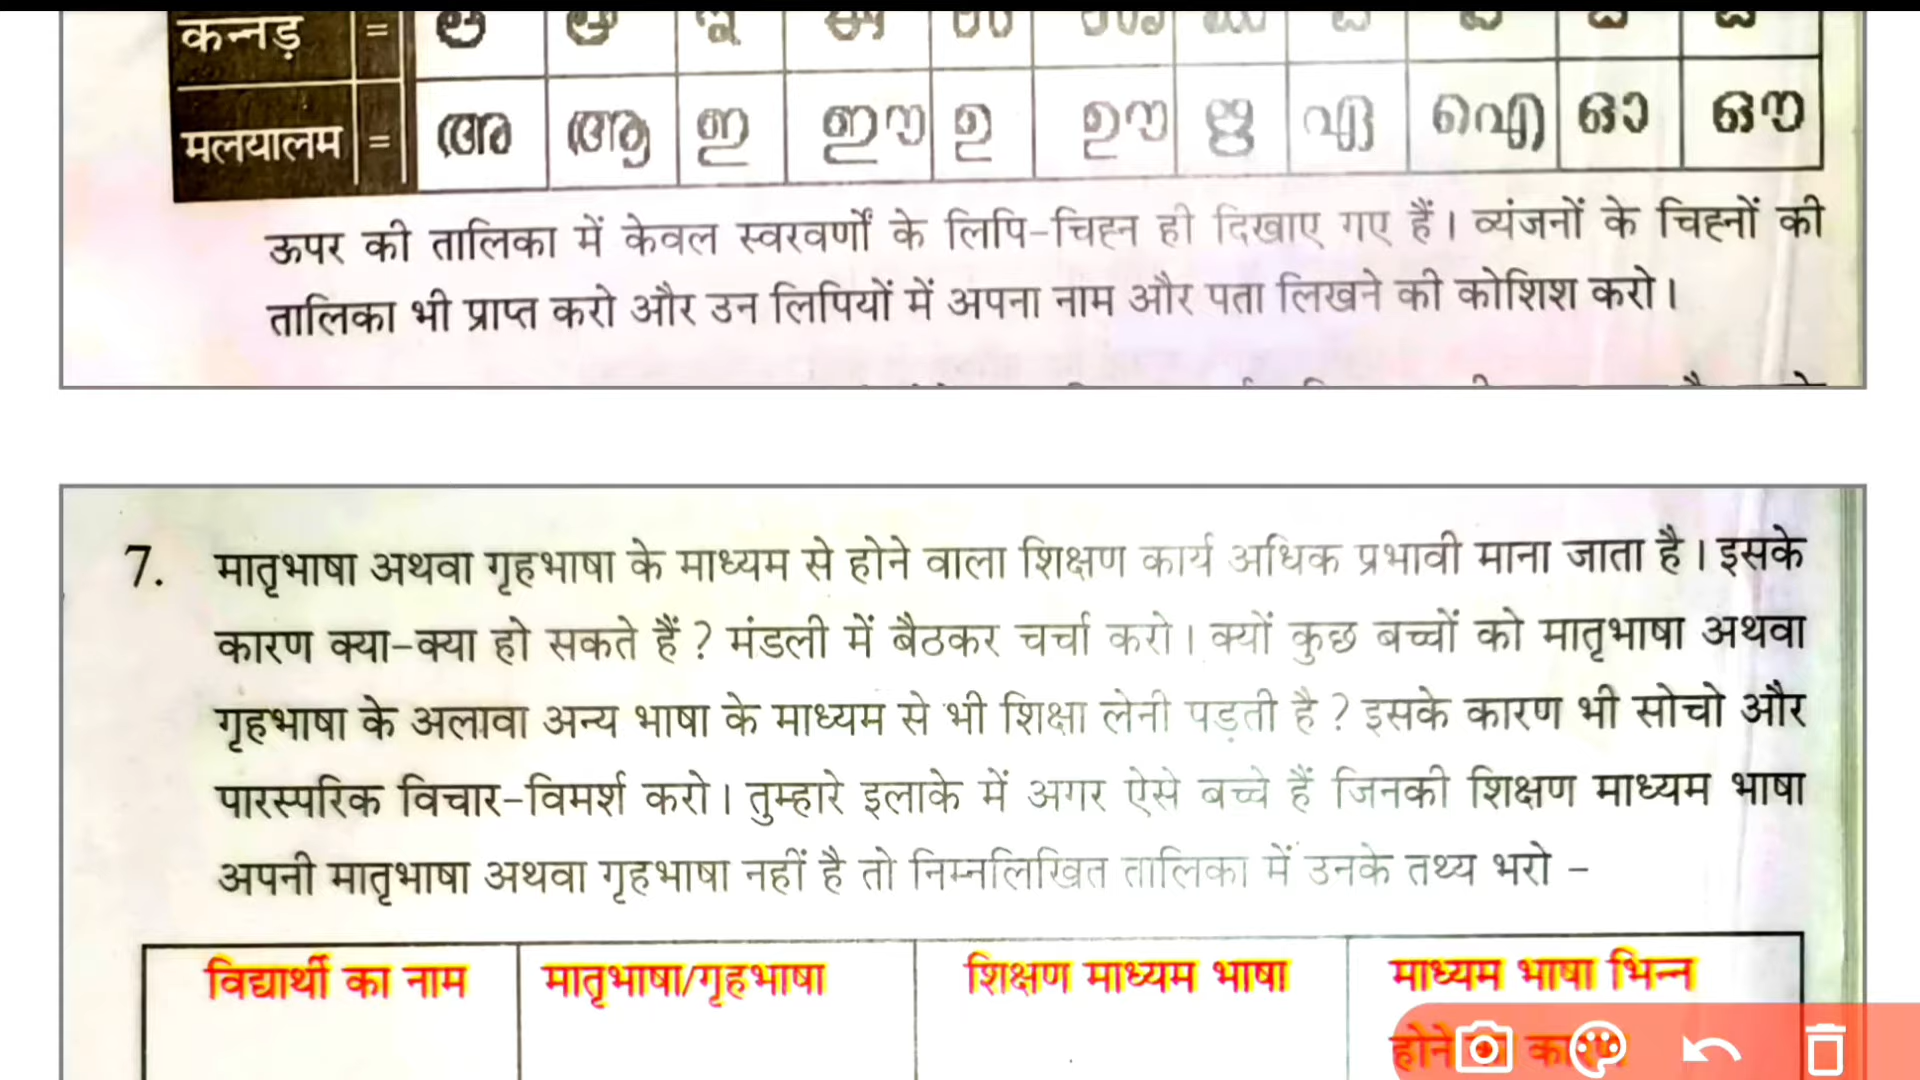 कन्नड़ =
मलयालम = അ ആ ഇ ഈ ഉ ഊ ഋ ഏ ഐ ഓ ഔ
ऊपर की तालिका में केवल स्वरवर्णों के लिपि-चिह्न ही दिखाए गए हैं। व्यंजनों के चिह्नों की
तालिका भी प्राप्त करो और उन लिपियों में अपना नाम और पता लिखने की कोशिश करो।
7. मातृभाषा अथवा गृहभाषा के माध्यम से होने वाला शिक्षण कार्य अधिक प्रभावी माना जाता है। इसके
कारण क्या-क्या हो सकते हैं? मंडली में बैठकर चर्चा करो। क्यों कुछ बच्चों को मातृभाषा अथवा
गृहभाषा के अलावा अन्य भाषा के माध्यम से भी शिक्षा लेनी पड़ती है? इसके कारण भी सोचो और
पारस्परिक विचार-विमर्श करो। तुम्हारे इलाके में अगर ऐसे बच्चे हैं जिनकी शिक्षण माध्यम भाषा
अपनी मातृभाषा अथवा गृहभाषा नहीं है तो निम्नलिखित तालिका में उनके तथ्य भरो -
विद्यार्थी का नाम मातृभाषा/गृहभाषा शिक्षण माध्यम भाषा माध्यम भाषा भिन्न
होने का कारण